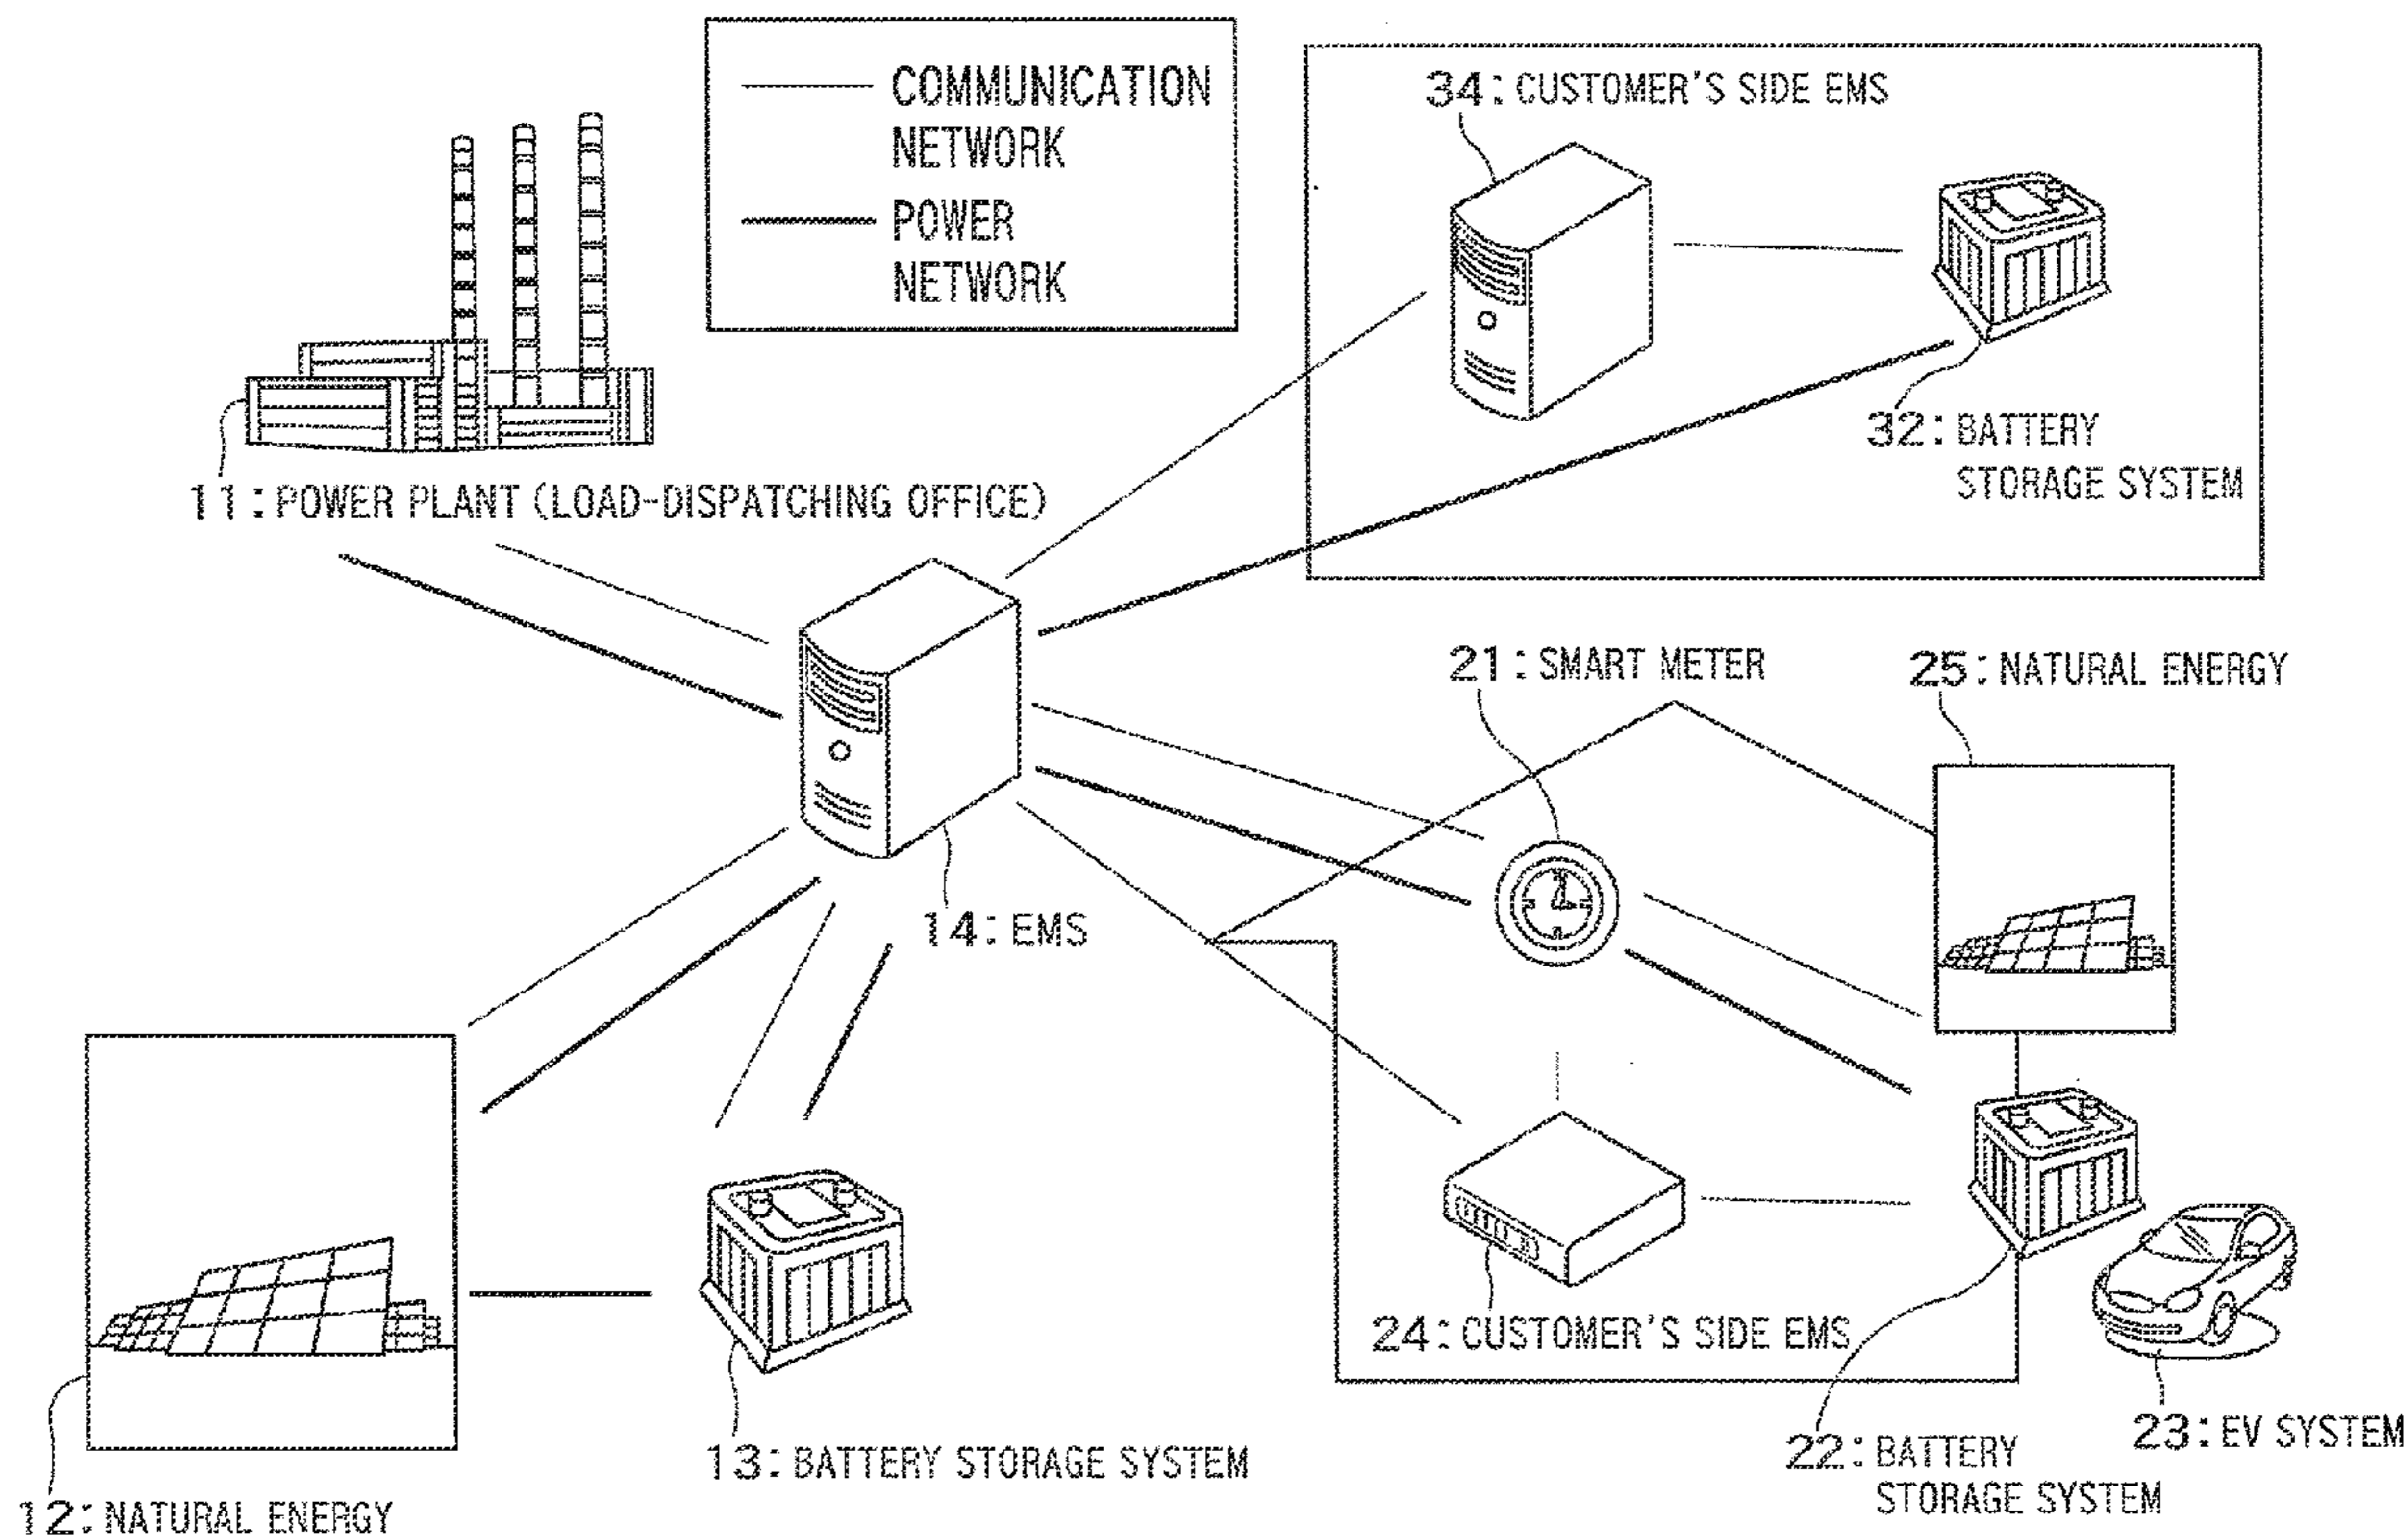 COMMUNICATION
NETWORK
POWER
NETWORK
34: CUSTOMER'S SIDE EMS
32: BATTERY
STORAGE SYSTEM
11: POWER PLANT (LOAD-DISPATCHING OFFICE)
21: SMART METER
25: NATURAL ENERGY
14: EMS
24: CUSTOMER'S SIDE EMS
23: EV SYSTEM
22: BATTERY
STORAGE SYSTEM
13: BATTERY STORAGE SYSTEM
12: NATURAL ENERGY